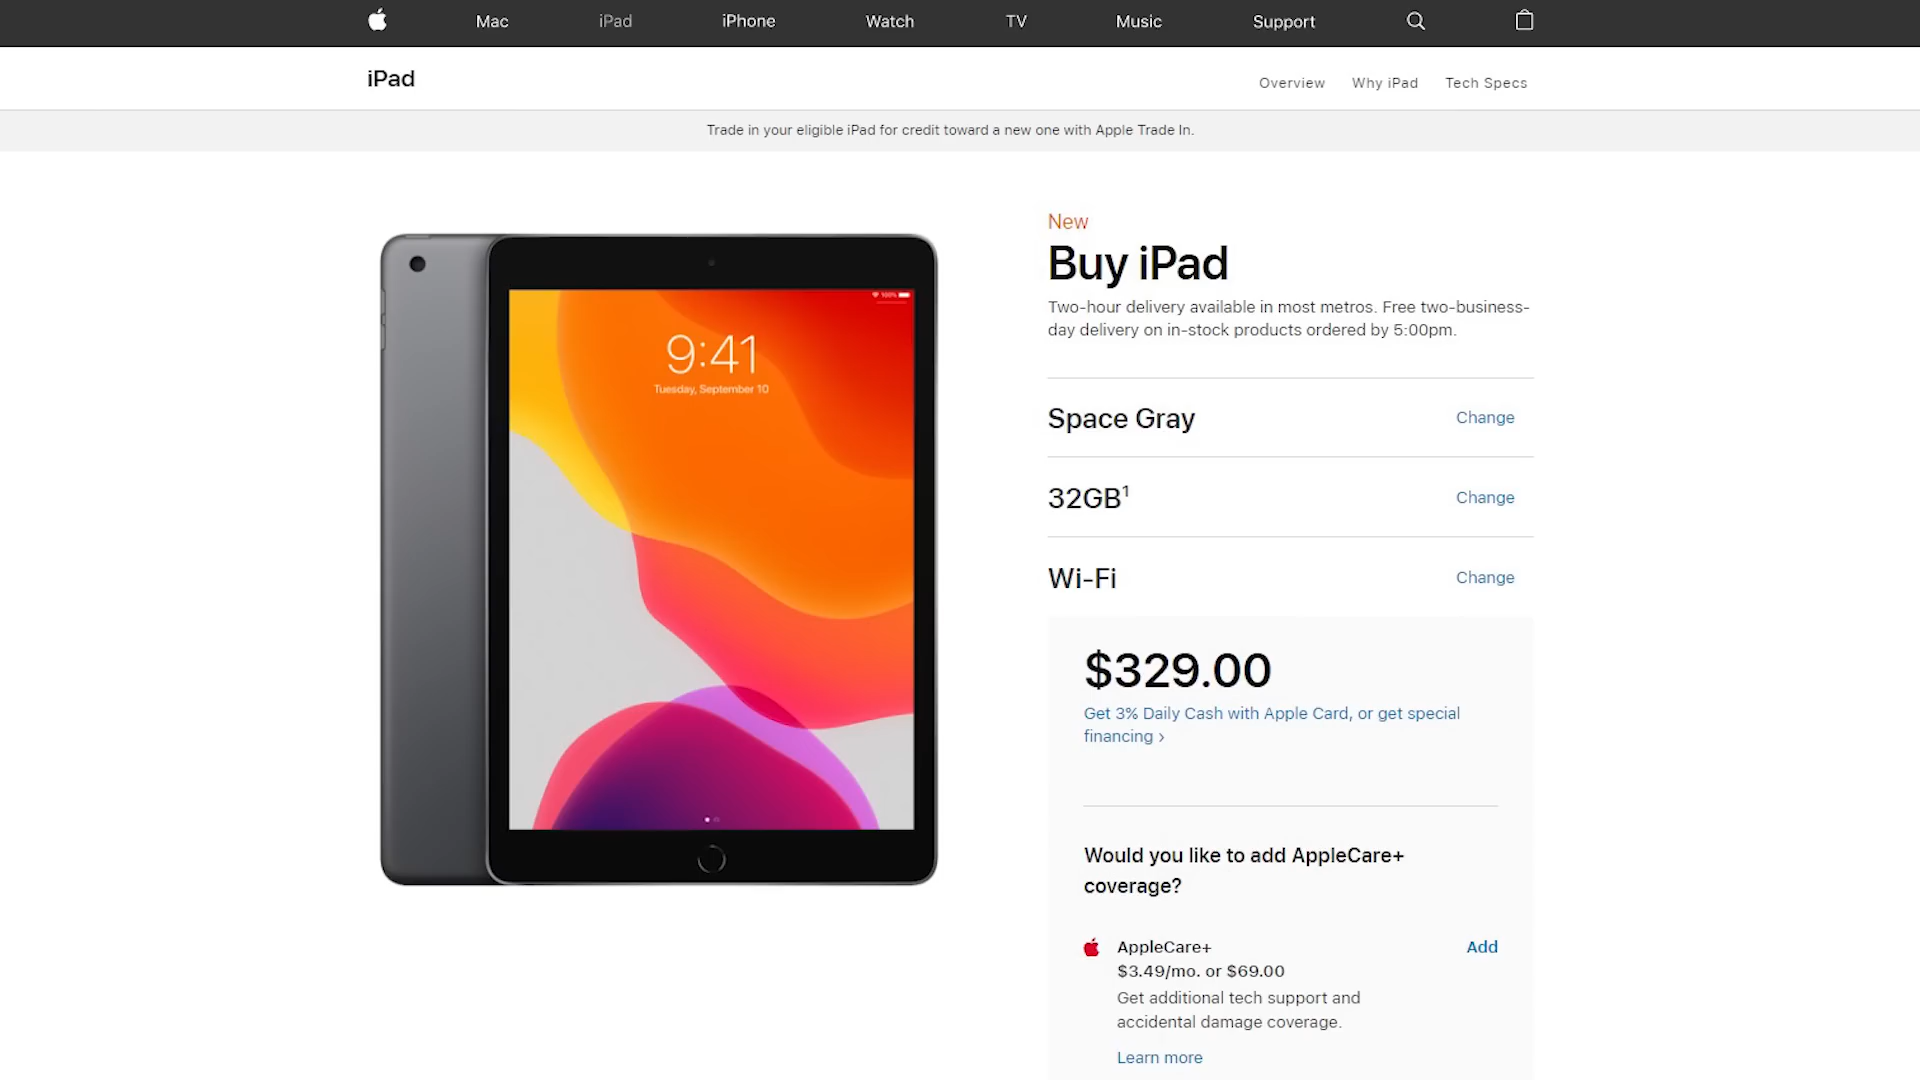 Mac iPad iPhone Watch TV Music Support
iPad
Overview Why iPad Tech Specs
Trade in your eligible iPad for credit toward a new one with Apple Trade In.
100%
9:41
Tuesday, September 10
New
Buy iPad
Two-hour delivery available in most metros. Free two-business-
day delivery on in-stock products ordered by 5:00pm.
Space Gray Change
32GB¹ Change
Wi-Fi Change
$329.00
Get 3% Daily Cash with Apple Card, or get special
financing ›
Would you like to add AppleCare+
coverage?
AppleCare+ Add
$3.49/mo. or $69.00
Get additional tech support and
accidental damage coverage.
Learn more